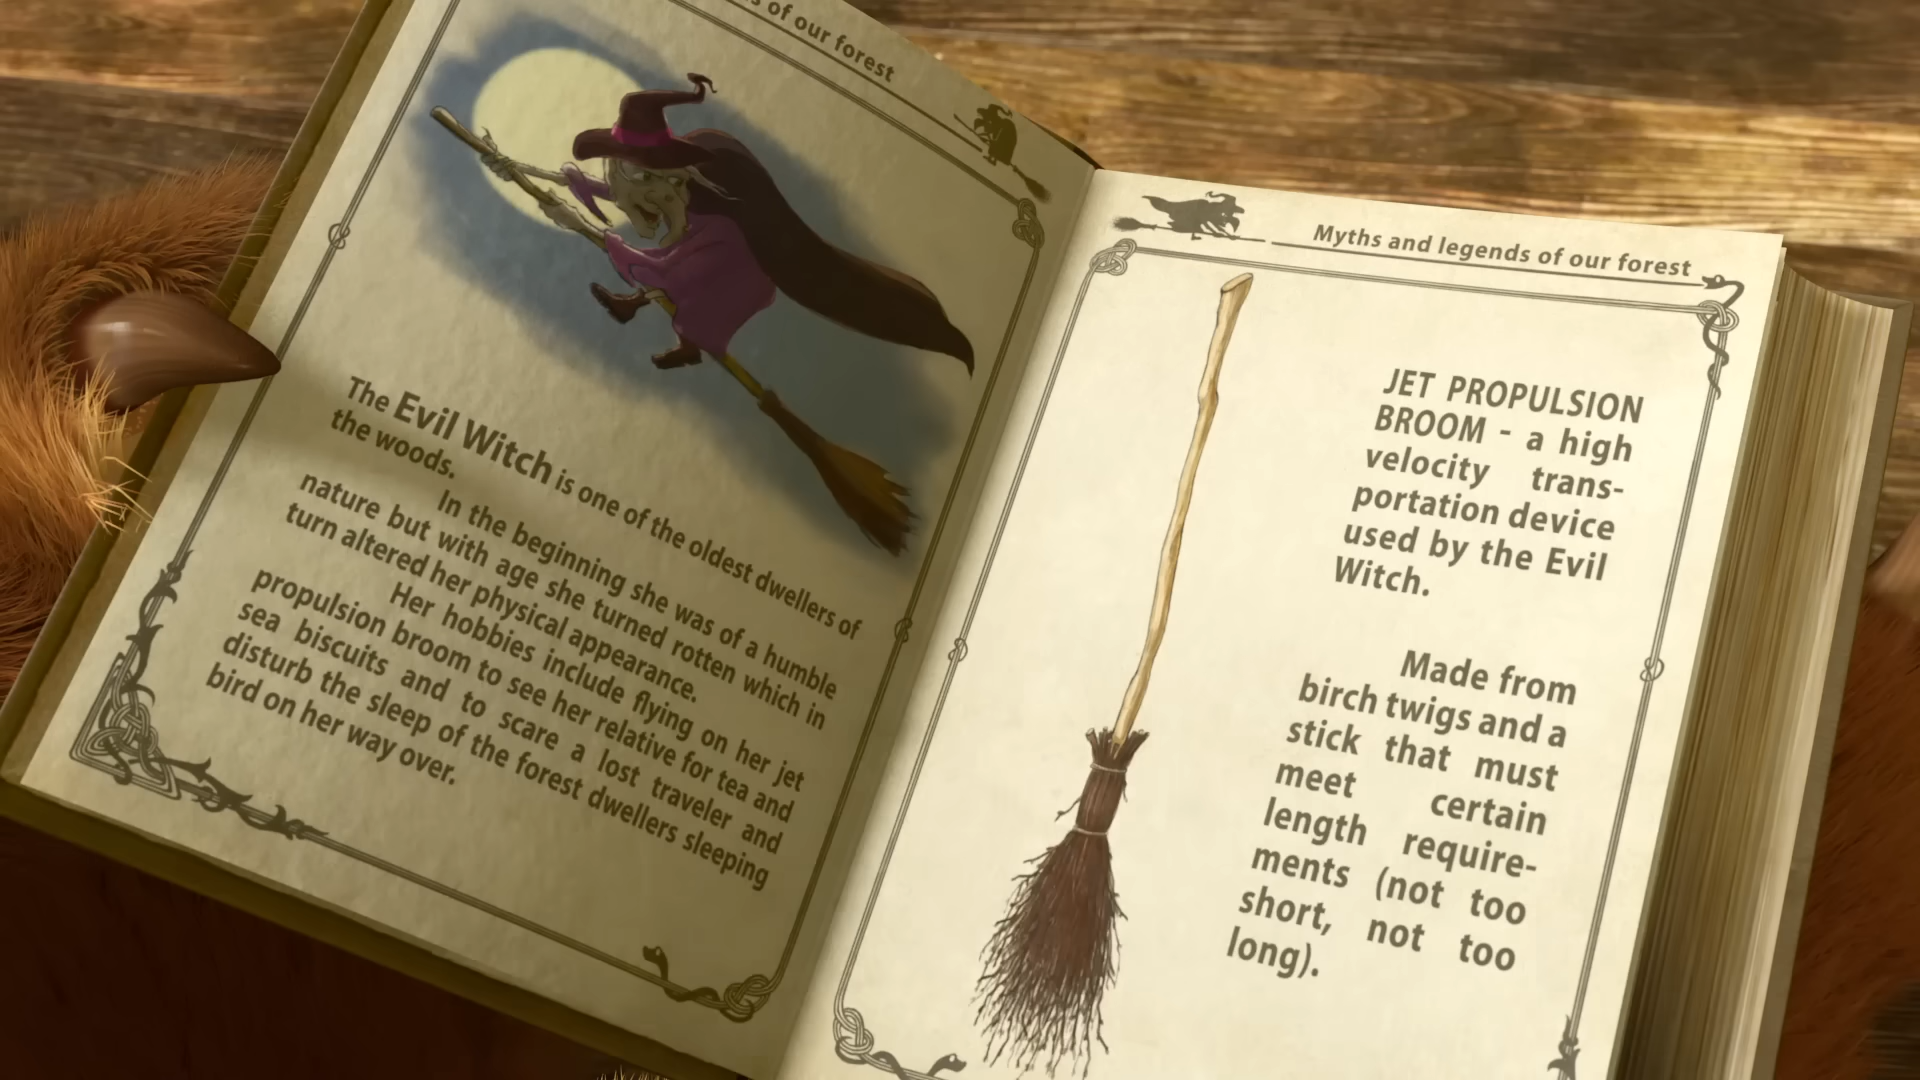 of our forest
The Evil Witch is one of the oldest dwellers of
the woods.
In the beginning she was of a humble
nature but with age she turned rotten which in
turn altered her physical appearance.
Her hobbies include flying on her jet
propulsion broom to see her relative for tea and
sea biscuits and to scare a lost traveler and
disturb the sleep of the forest dwellers sleeping
bird on her way over.
Myths and legends of our forest
JET PROPULSION
BROOM - a high
velocity trans-
portation device
used by the Evil
Witch.
Made from
birch twigs and a
stick that must
meet certain
length require-
ments (not too
short, not too
long).